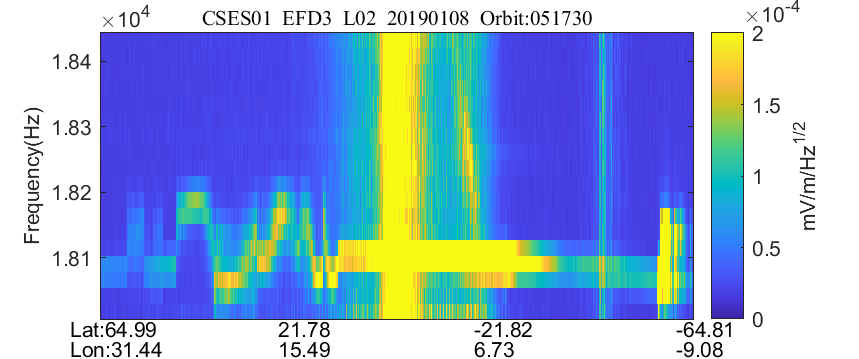 ×10⁴ CSES01 EFD3 L02 20190108 Orbit:051730 ×10⁻⁴
1.84
1.83
1.82
1.81
Frequency(Hz)
2
1.5
1
0.5
0
mV/m/Hz^1/2
Lat:64.99 21.78 -21.82 -64.81
Lon:31.44 15.49 6.73 -9.08